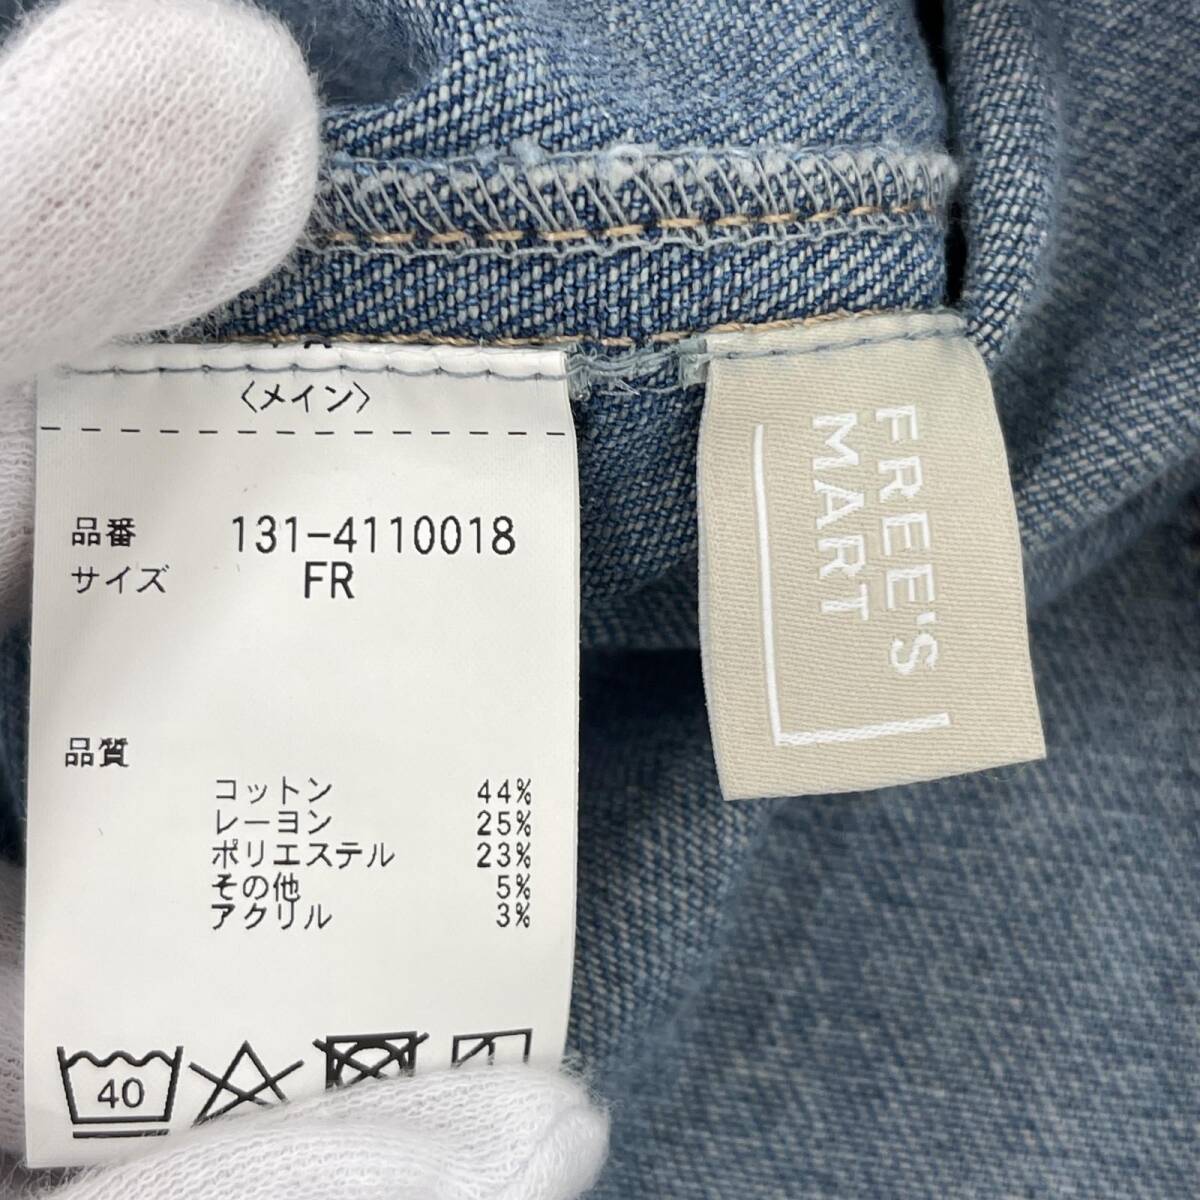 〈メイン〉
品番 131-4110018
サイズ FR
品質
コットン 44%
レーヨン 25%
ポリエステル 23%
その他 5%
アクリル 3%
40
FREE'S
MART